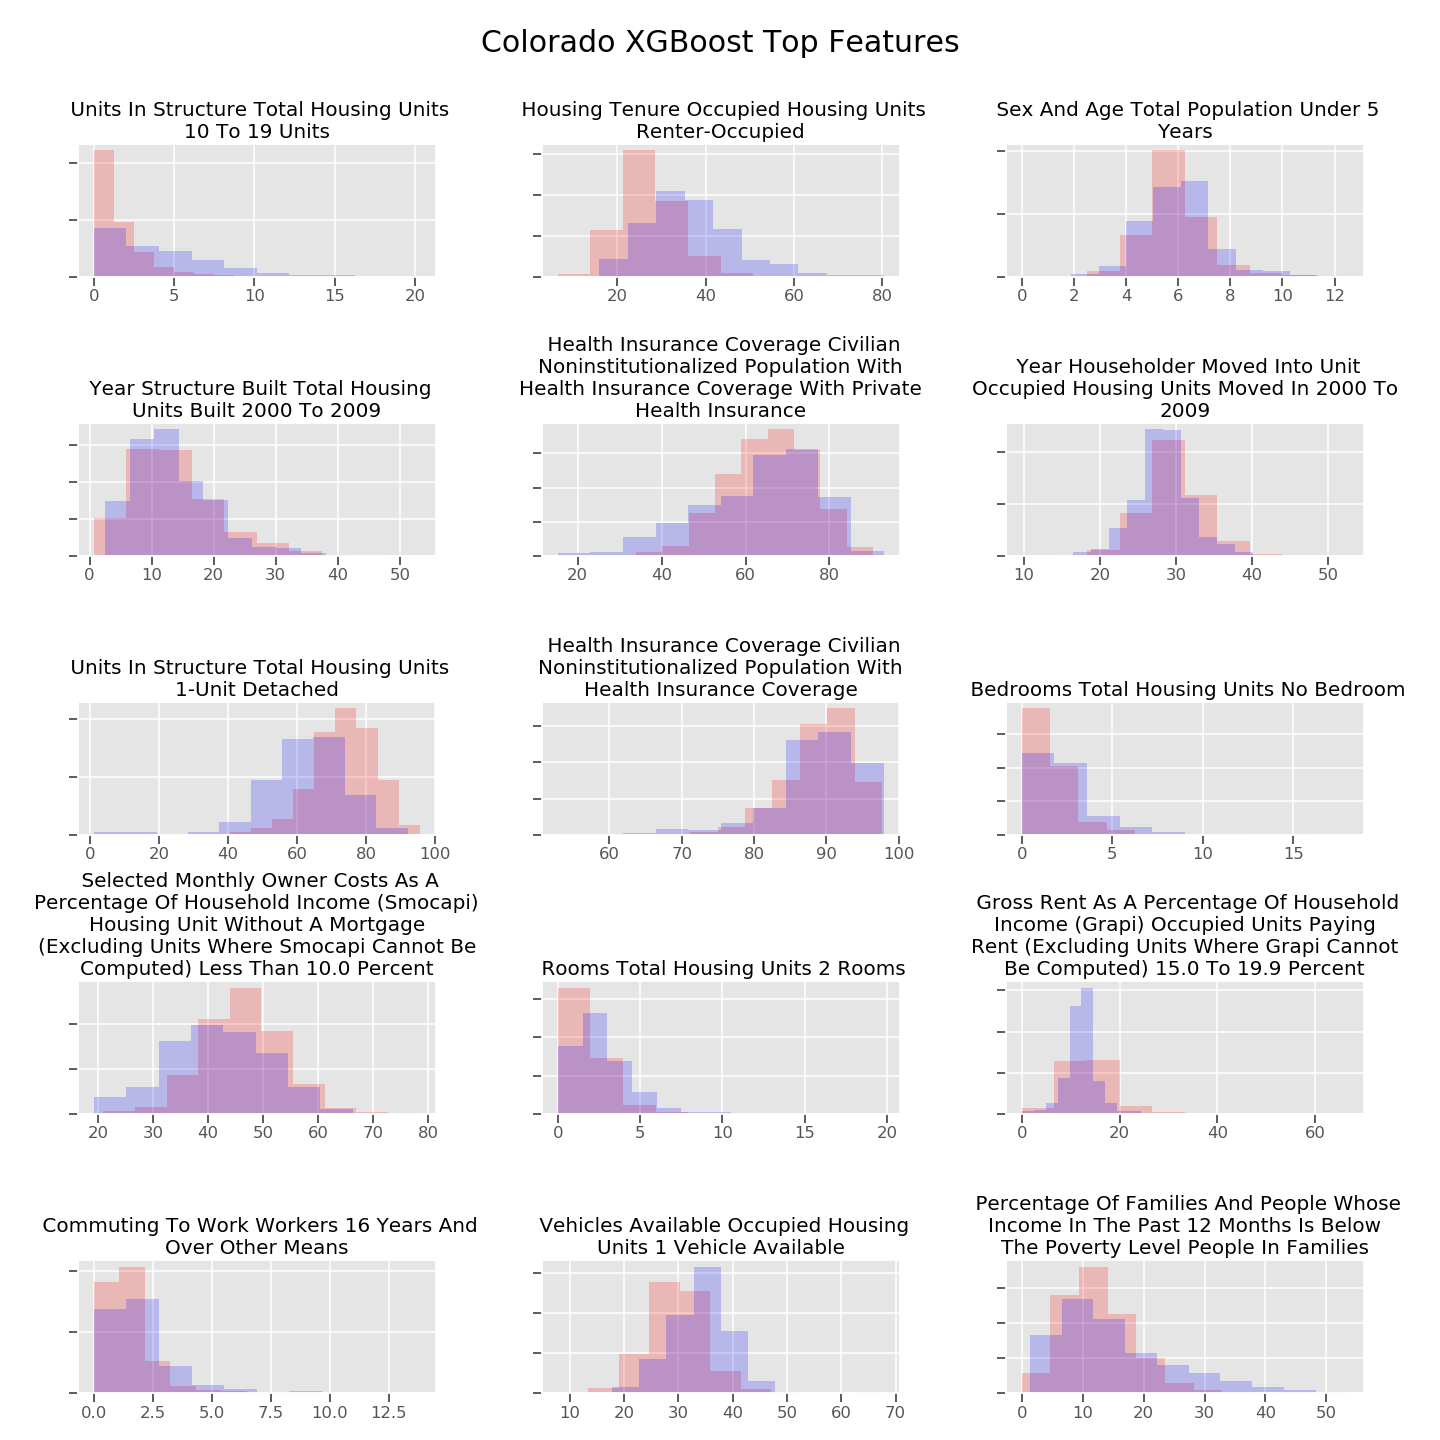 Colorado XGBoost Top Features
Units In Structure Total Housing Units
10 To 19 Units
0 5 10 15 20
Housing Tenure Occupied Housing Units
Renter-Occupied
20 40 60 80
Sex And Age Total Population Under 5
Years
0 2 4 6 8 10 12
Year Structure Built Total Housing
Units Built 2000 To 2009
0 10 20 30 40 50
Health Insurance Coverage Civilian
Noninstitutionalized Population With
Health Insurance Coverage With Private
Health Insurance
20 40 60 80
Year Householder Moved Into Unit
Occupied Housing Units Moved In 2000 To
2009
10 20 30 40 50
Units In Structure Total Housing Units
1-Unit Detached
0 20 40 60 80 100
Health Insurance Coverage Civilian
Noninstitutionalized Population With
Health Insurance Coverage
60 70 80 90 100
Bedrooms Total Housing Units No Bedroom
0 5 10 15
Selected Monthly Owner Costs As A
Percentage Of Household Income (Smocapi)
Housing Unit Without A Mortgage
(Excluding Units Where Smocapi Cannot Be
Computed) Less Than 10.0 Percent
20 30 40 50 60 70 80
Rooms Total Housing Units 2 Rooms
0 5 10 15 20
Gross Rent As A Percentage Of Household
Income (Grapi) Occupied Units Paying
Rent (Excluding Units Where Grapi Cannot
Be Computed) 15.0 To 19.9 Percent
0 20 40 60
Commuting To Work Workers 16 Years And
Over Other Means
0.0 2.5 5.0 7.5 10.0 12.5
Vehicles Available Occupied Housing
Units 1 Vehicle Available
10 20 30 40 50 60 70
Percentage Of Families And People Whose
Income In The Past 12 Months Is Below
The Poverty Level People In Families
0 10 20 30 40 50